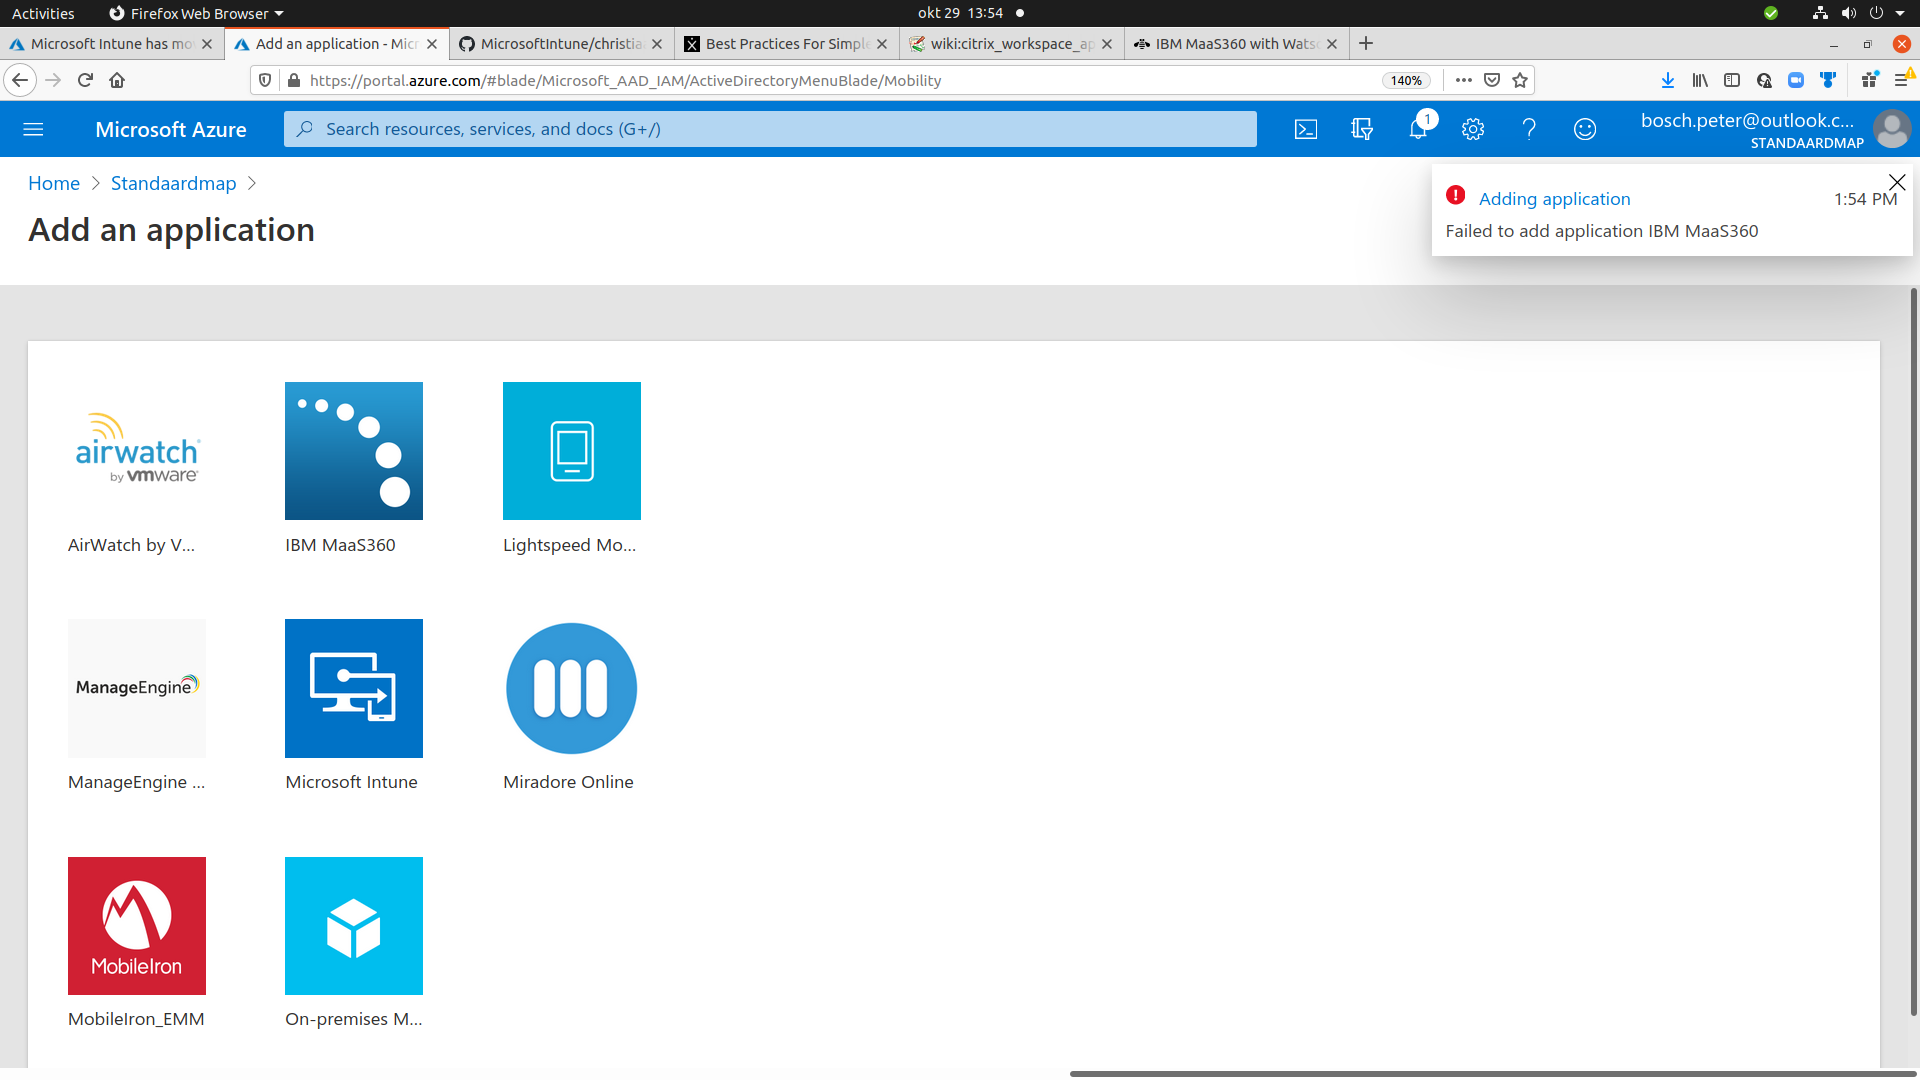 Activities
Firefox Web Browser
okt 29 13:54
Microsoft Intune has mo
Add an application - Micr
MicrosoftIntune/christia
Best Practices For Simple
wiki:citrix_workspace_ap
IBM MaaS360 with Wats
https://portal.azure.com/#blade/Microsoft_AAD_IAM/ActiveDirectoryMenuBlade/Mobility
140%
Microsoft Azure
Search resources, services, and docs (G+/)
1
bosch.peter@outlook.c...
STANDAARDMAP
Home
Standaardmap
Add an application
Adding application
1:54 PM
Failed to add application IBM MaaS360
airwatch
by vmware
AirWatch by V...
IBM MaaS360
Lightspeed Mo...
ManageEngine
ManageEngine ...
Microsoft Intune
Miradore Online
MobileIron
MobileIron_EMM
On-premises M...